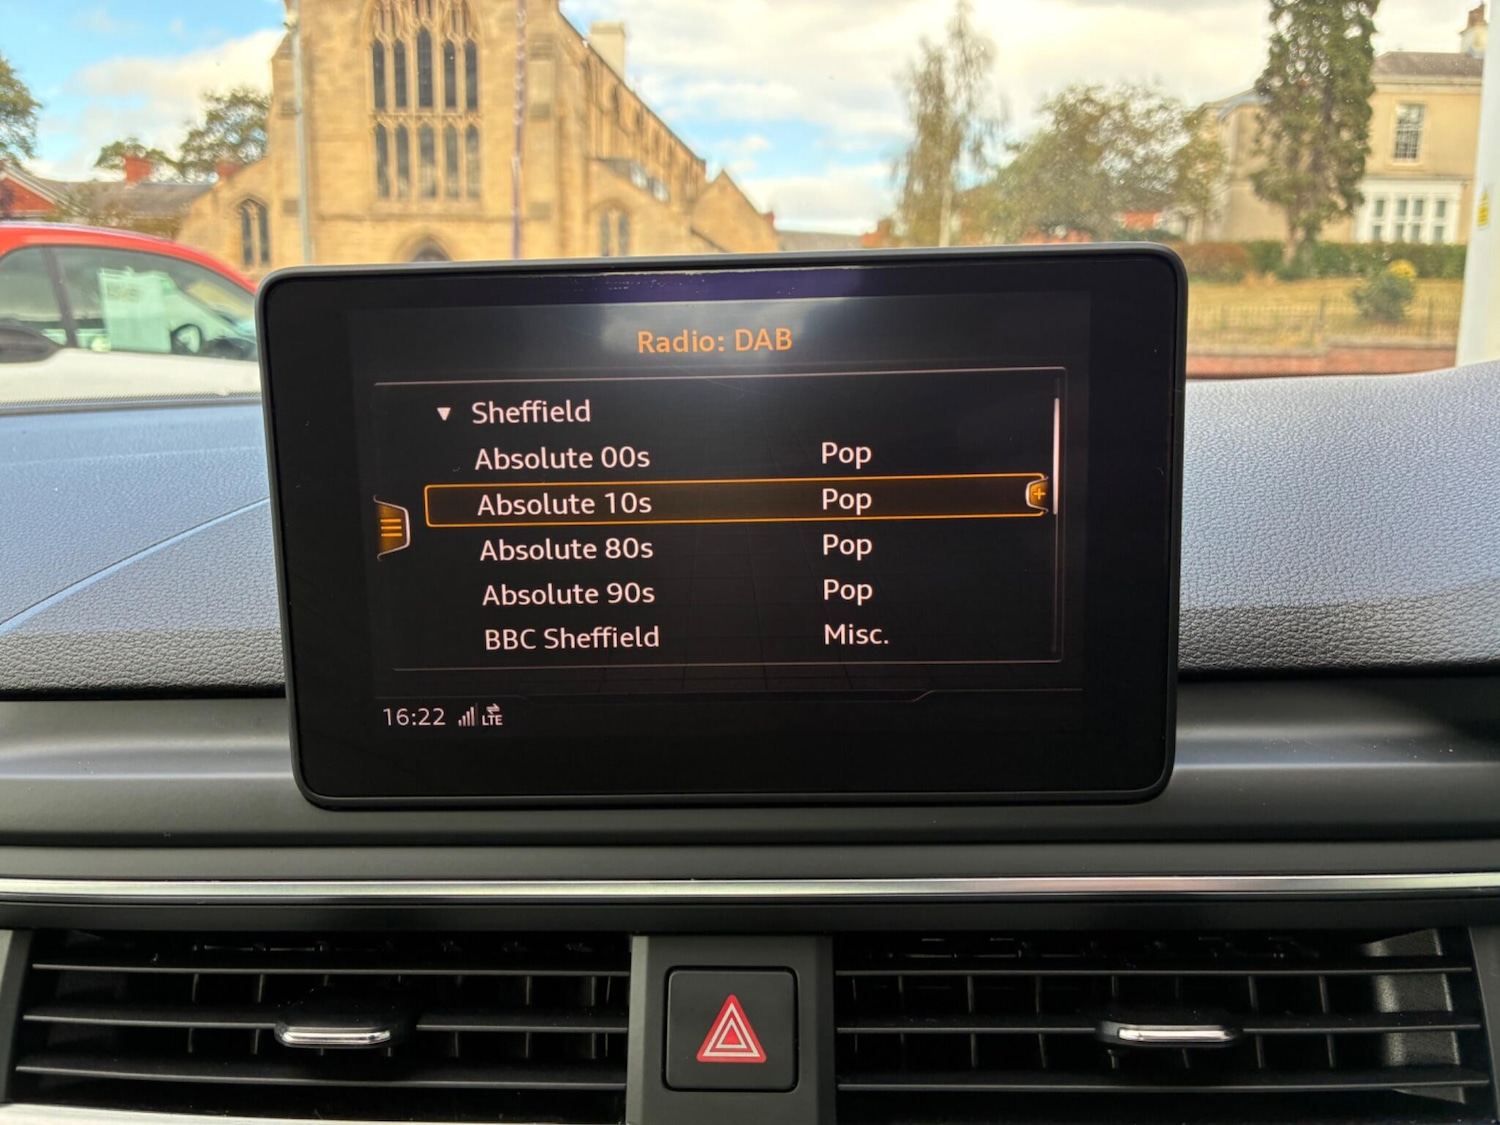 Radio: DAB
▼ Sheffield
Absolute 00s Pop
Absolute 10s Pop
Absolute 80s Pop
Absolute 90s Pop
BBC Sheffield Misc.
16:22 LTE